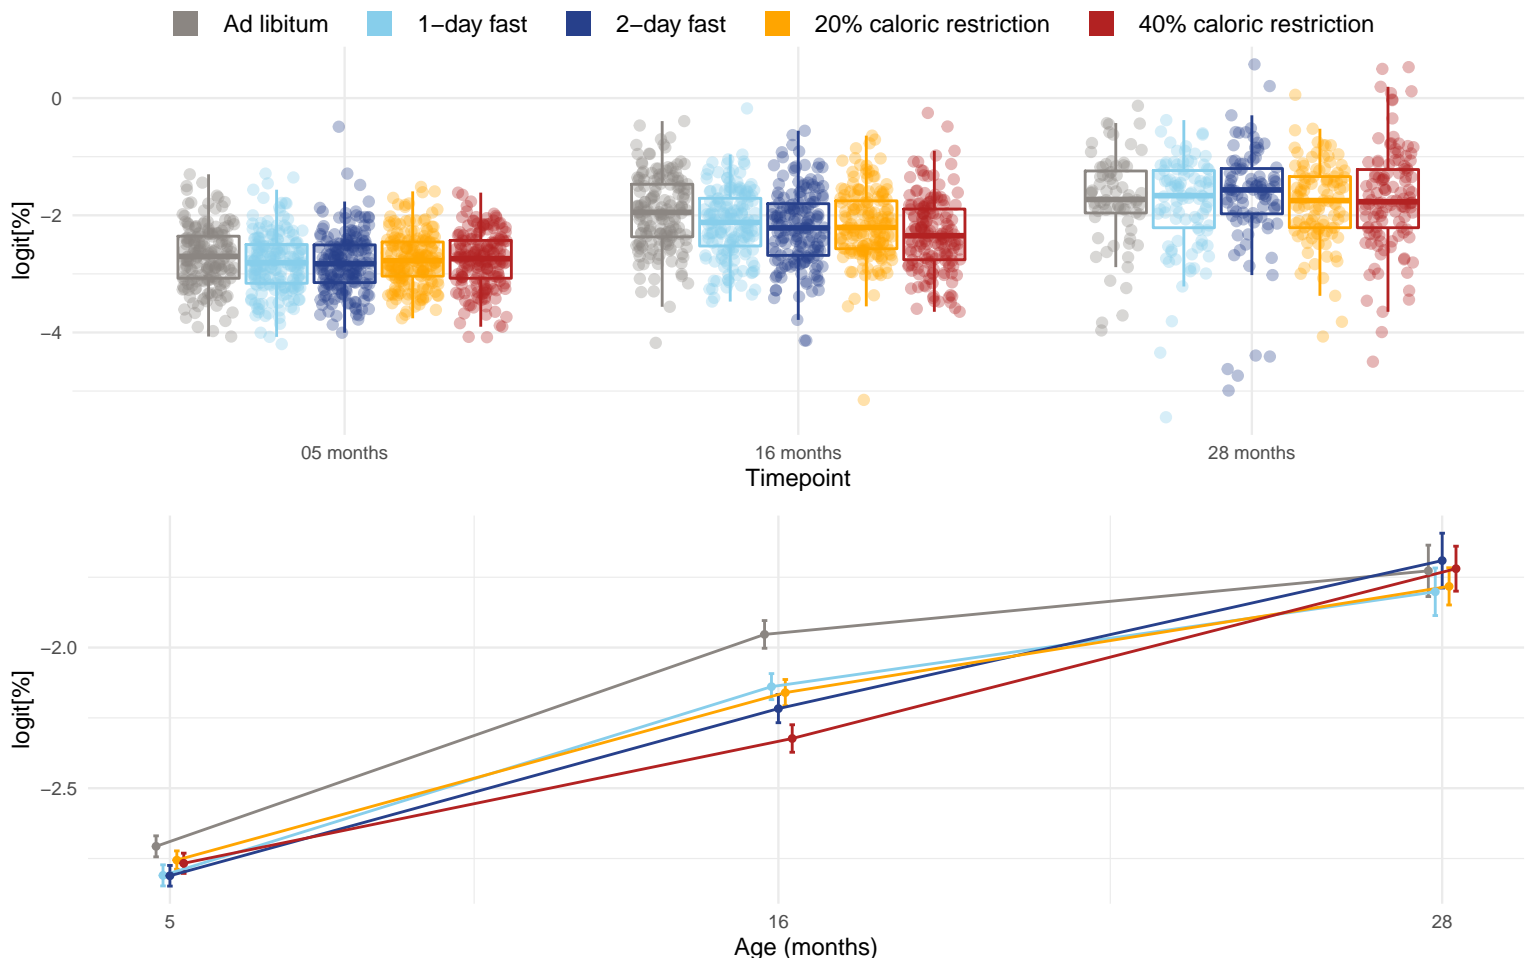 Ad libitum 1−day fast 2−day fast 20% caloric restriction 40% caloric restriction
0
−2
−4
logit[%]
05 months 16 months 28 months
Timepoint
−2.0
−2.5
logit[%]
5 16 28
Age (months)